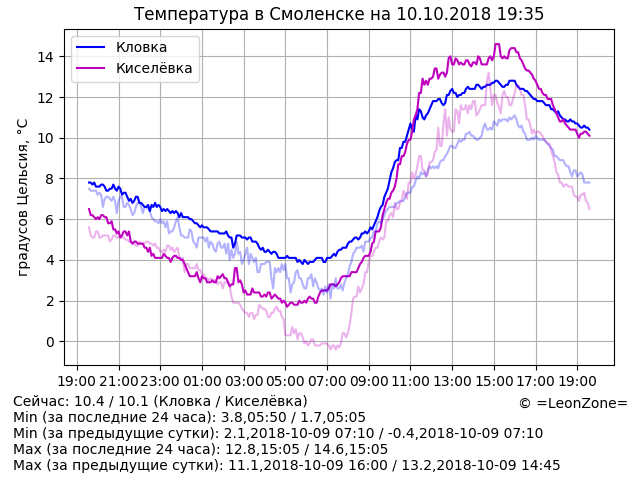 Температура в Смоленске на 10.10.2018 19:35
Кловка
Киселёвка
градусов Цельсия, °C
14
12
10
8
6
4
2
0
19:00 21:00 23:00 01:00 03:00 05:00 07:00 09:00 11:00 13:00 15:00 17:00 19:00
Сейчас: 10.4 / 10.1 (Кловка / Киселёвка)
© =LeonZone=
Min (за последние 24 часа): 3.8,05:50 / 1.7,05:05
Min (за предыдущие сутки): 2.1,2018-10-09 07:10 / -0.4,2018-10-09 07:10
Max (за последние 24 часа): 12.8,15:05 / 14.6,15:05
Max (за предыдущие сутки): 11.1,2018-10-09 16:00 / 13.2,2018-10-09 14:45